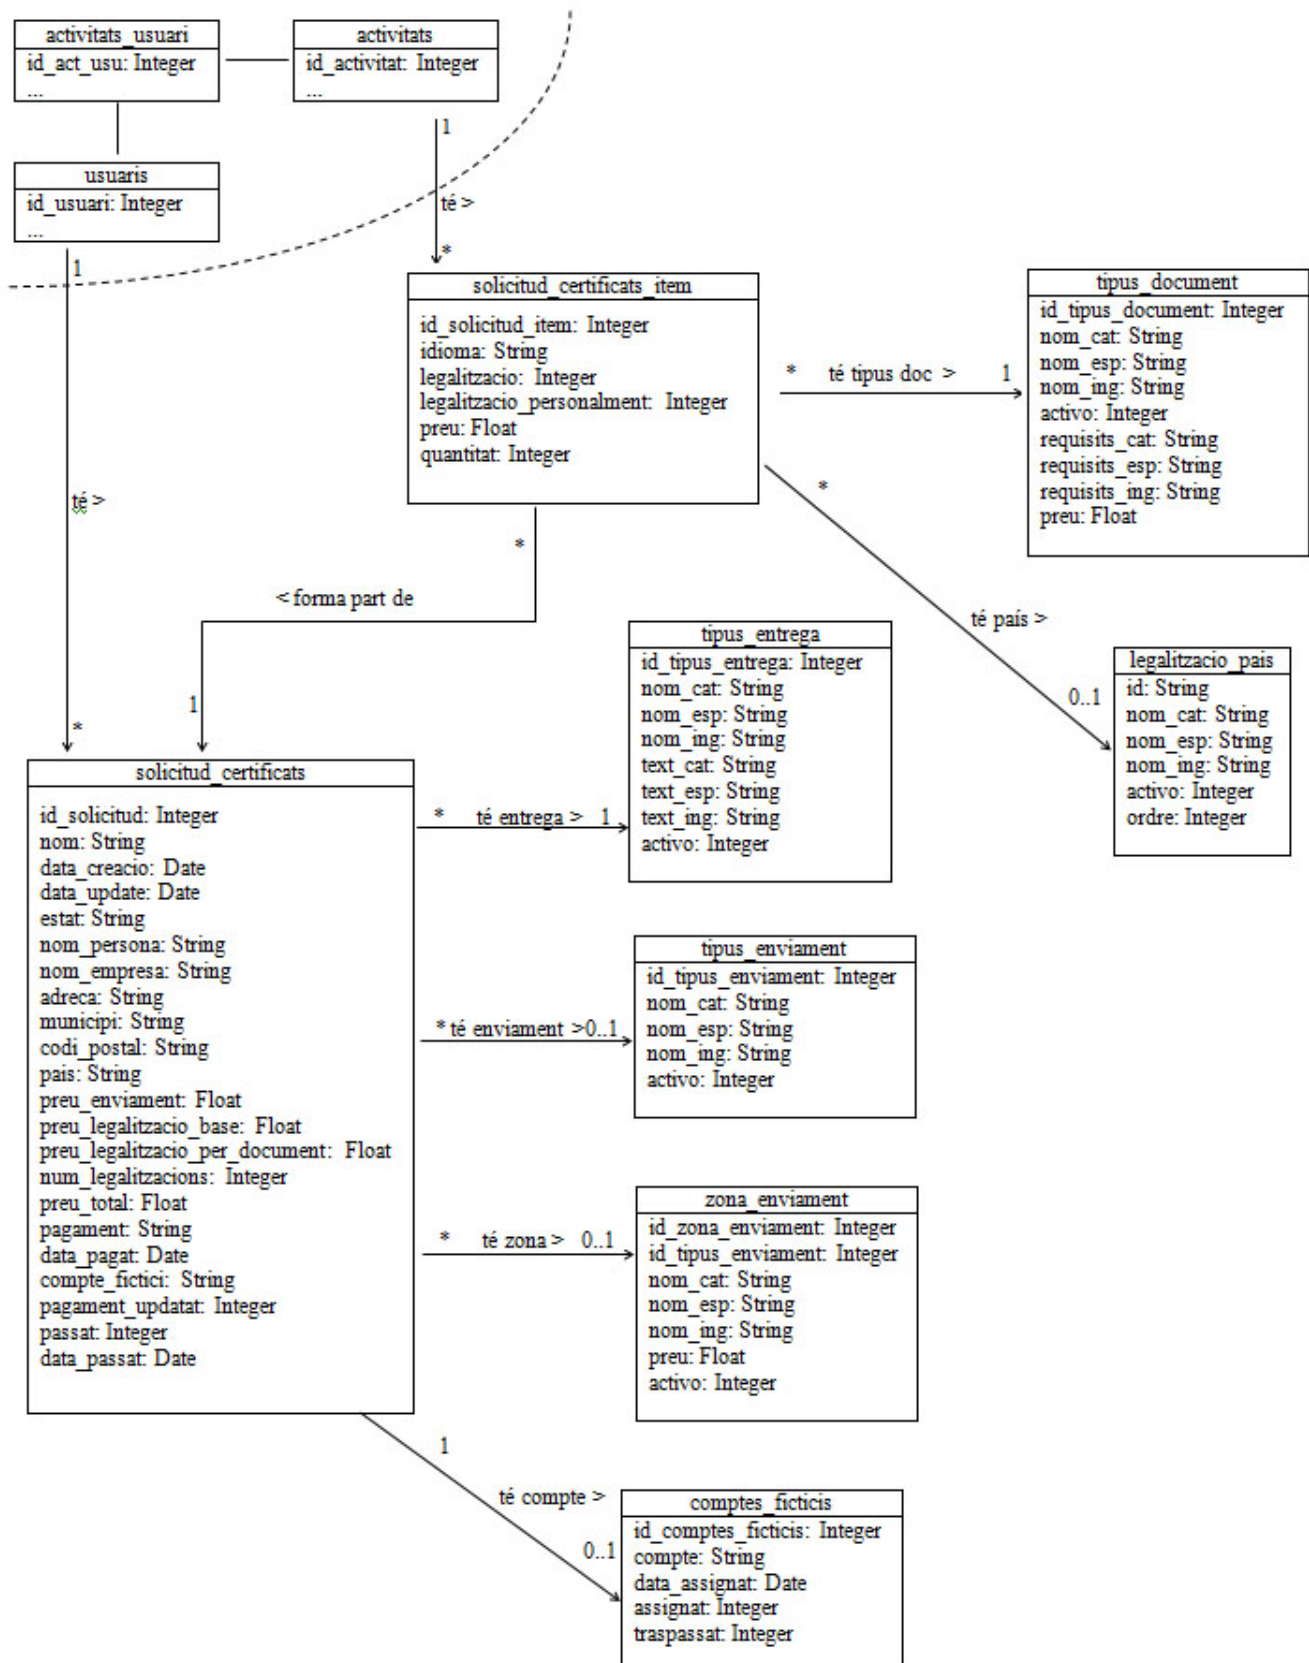 activitats_usuari
id_act_usu: Integer
...
activitats
id_activitat: Integer
...
usuaris
id_usuari: Integer
...
1
té >
*
1
té >
*
solicitud_certificats_item
id_solicitud_item: Integer
idioma: String
legalitzacio: Integer
legalitzacio_personalment: Integer
preu: Float
quantitat: Integer
* té tipus doc > 1
tipus_document
id_tipus_document: Integer
nom_cat: String
nom_esp: String
nom_ing: String
activo: Integer
requisits_cat: String
requisits_esp: String
requisits_ing: String
preu: Float
*
té país >
0..1
legalitzacio_pais
id: String
nom_cat: String
nom_esp: String
nom_ing: String
activo: Integer
ordre: Integer
*
< forma part de
1
solicitud_certificats
id_solicitud: Integer
nom: String
data_creacio: Date
data_update: Date
estat: String
nom_persona: String
nom_empresa: String
adreca: String
municipi: String
codi_postal: String
pais: String
preu_enviament: Float
preu_legalitzacio_base: Float
preu_legalitzacio_per_document: Float
num_legalitzacions: Integer
preu_total: Float
pagament: String
data_pagat: Date
compte_fictici: String
pagament_updatat: Integer
passat: Integer
data_passat: Date
* té entrega > 1
tipus_entrega
id_tipus_entrega: Integer
nom_cat: String
nom_esp: String
nom_ing: String
text_cat: String
text_esp: String
text_ing: String
activo: Integer
* té enviament >0..1
tipus_enviament
id_tipus_enviament: Integer
nom_cat: String
nom_esp: String
nom_ing: String
activo: Integer
* té zona > 0..1
zona_enviament
id_zona_enviament: Integer
id_tipus_enviament: Integer
nom_cat: String
nom_esp: String
nom_ing: String
preu: Float
activo: Integer
1
té compte >
0..1
comptes_ficticis
id_comptes_ficticis: Integer
compte: String
data_assignat: Date
assignat: Integer
traspassat: Integer